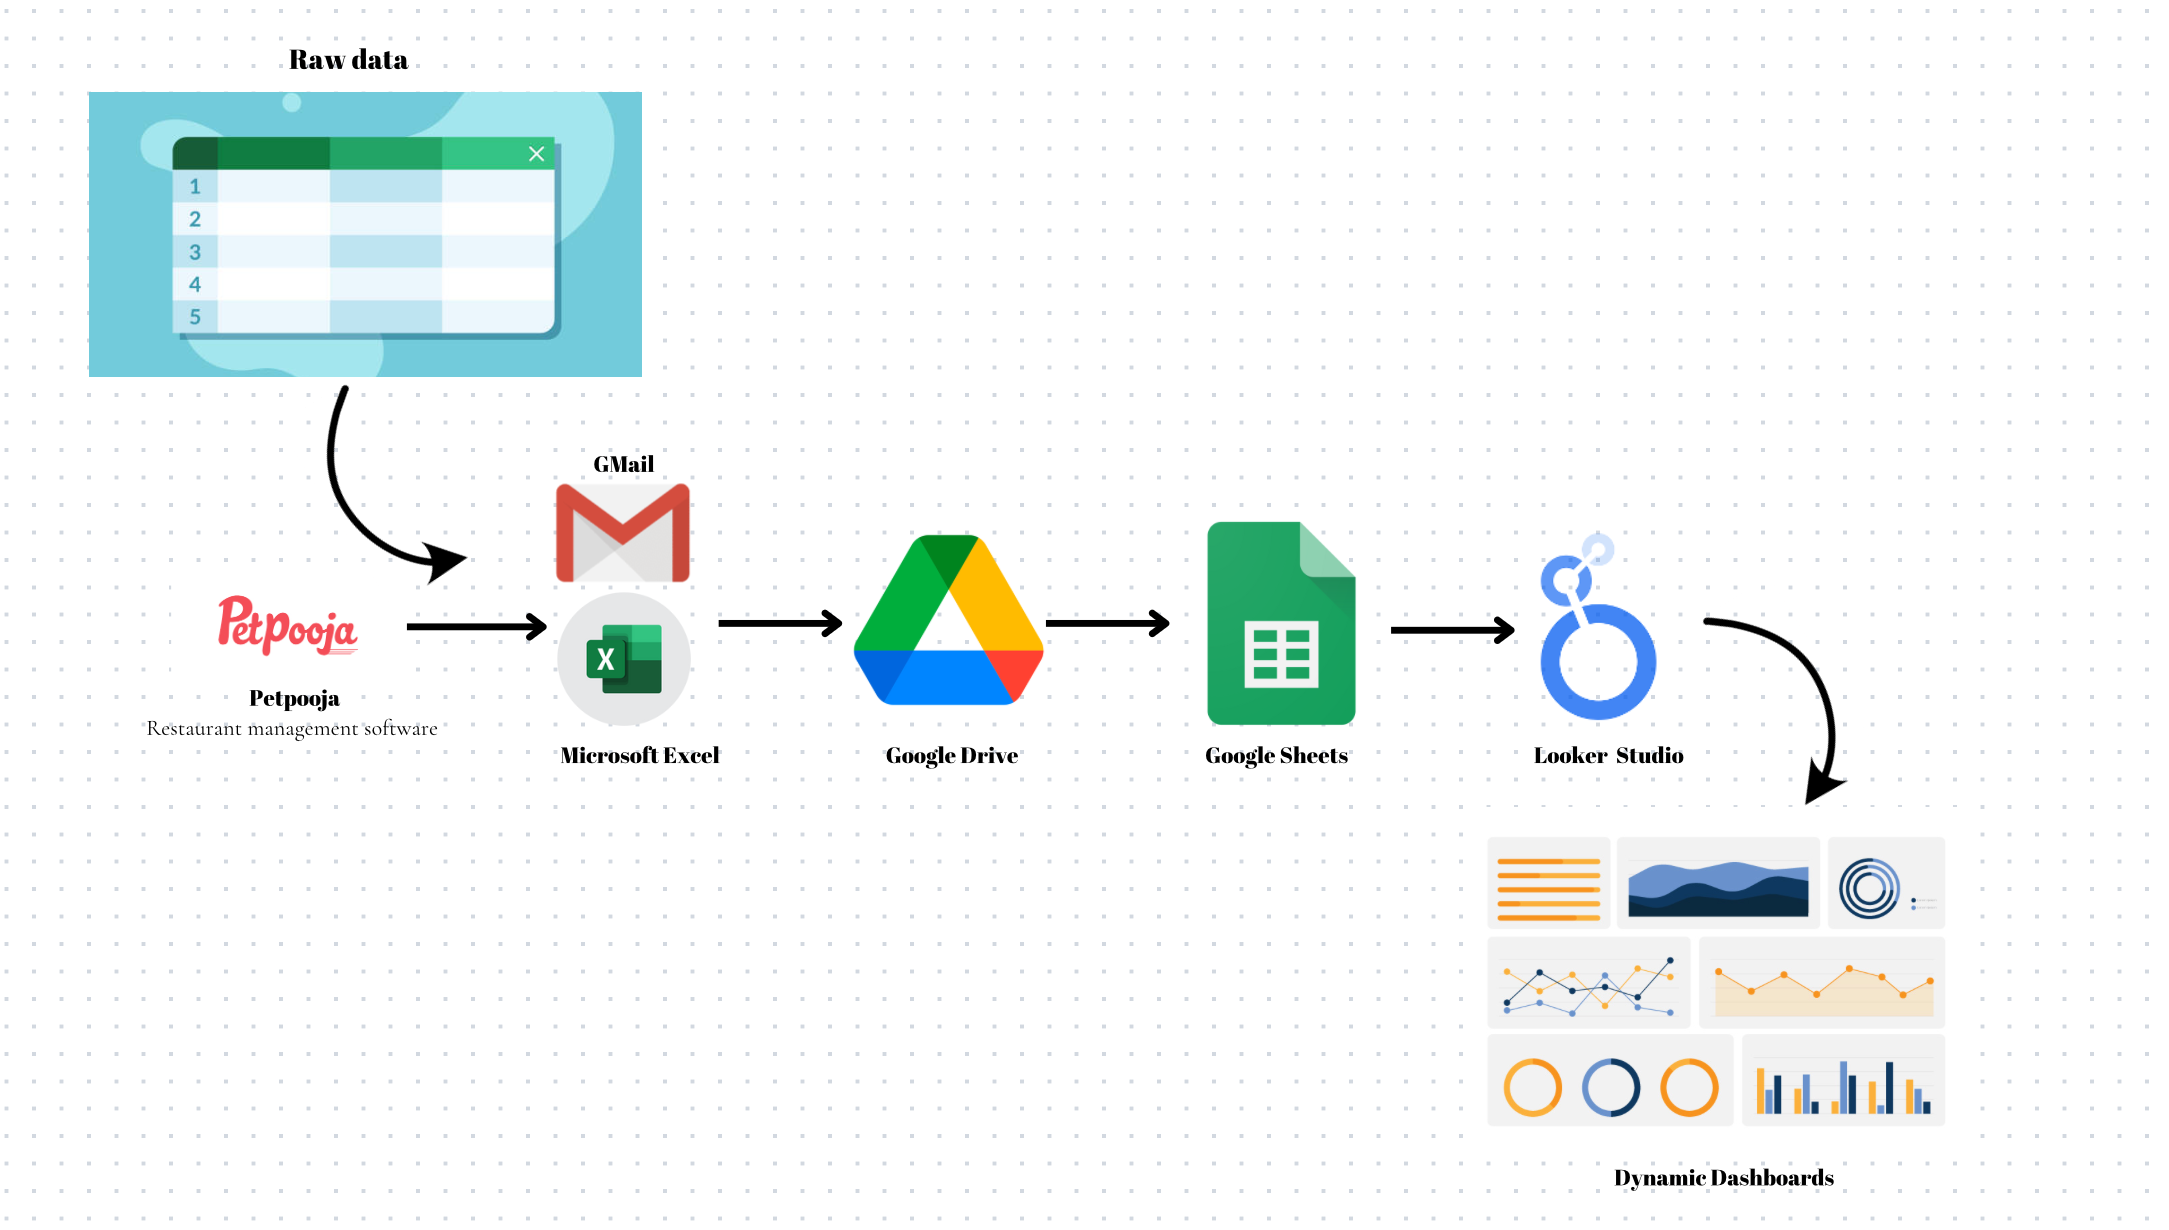 Raw data
1
2
3
4
5
GMail
Petpooja
Petpooja
Restaurant management software
X
Microsoft Excel
Google Drive
Google Sheets
Looker Studio
Dynamic Dashboards